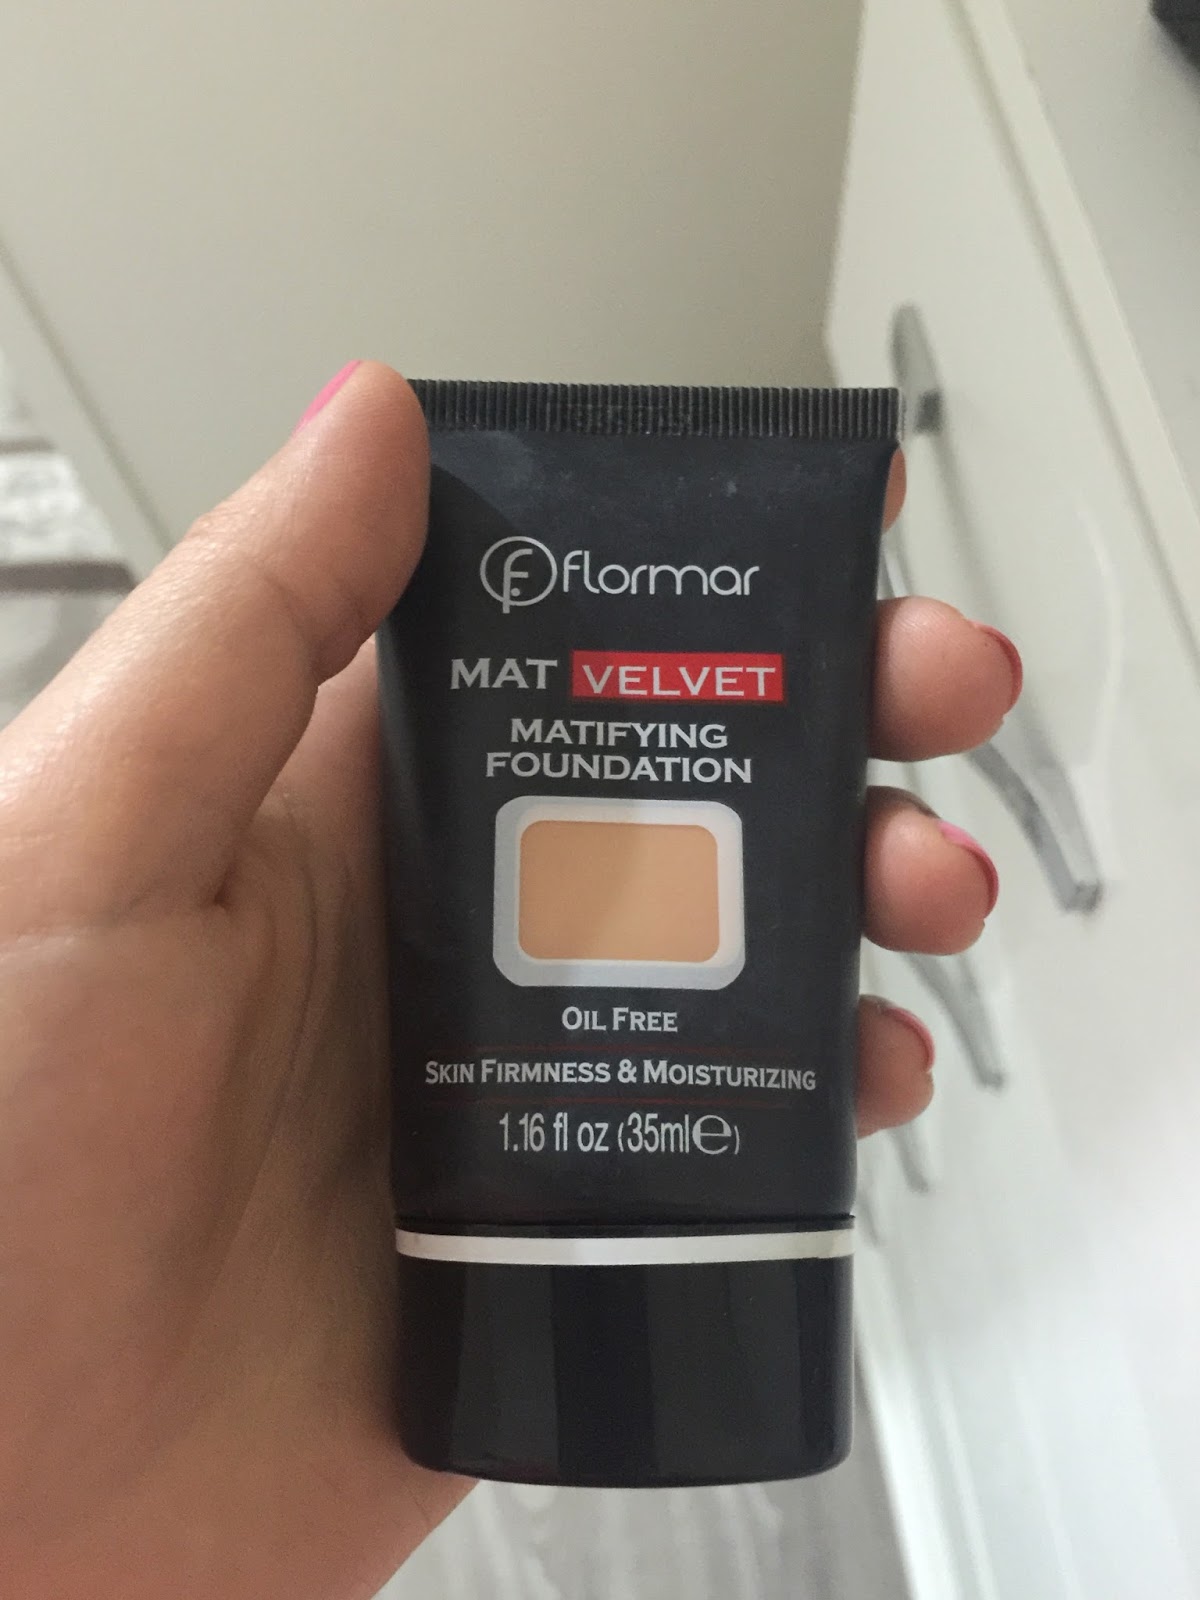 flormar
MAT VELVET
MATIFYING
FOUNDATION
OIL FREE
SKIN FIRMNESS & MOISTURIZING
1.16 fl oz (35ml℮)